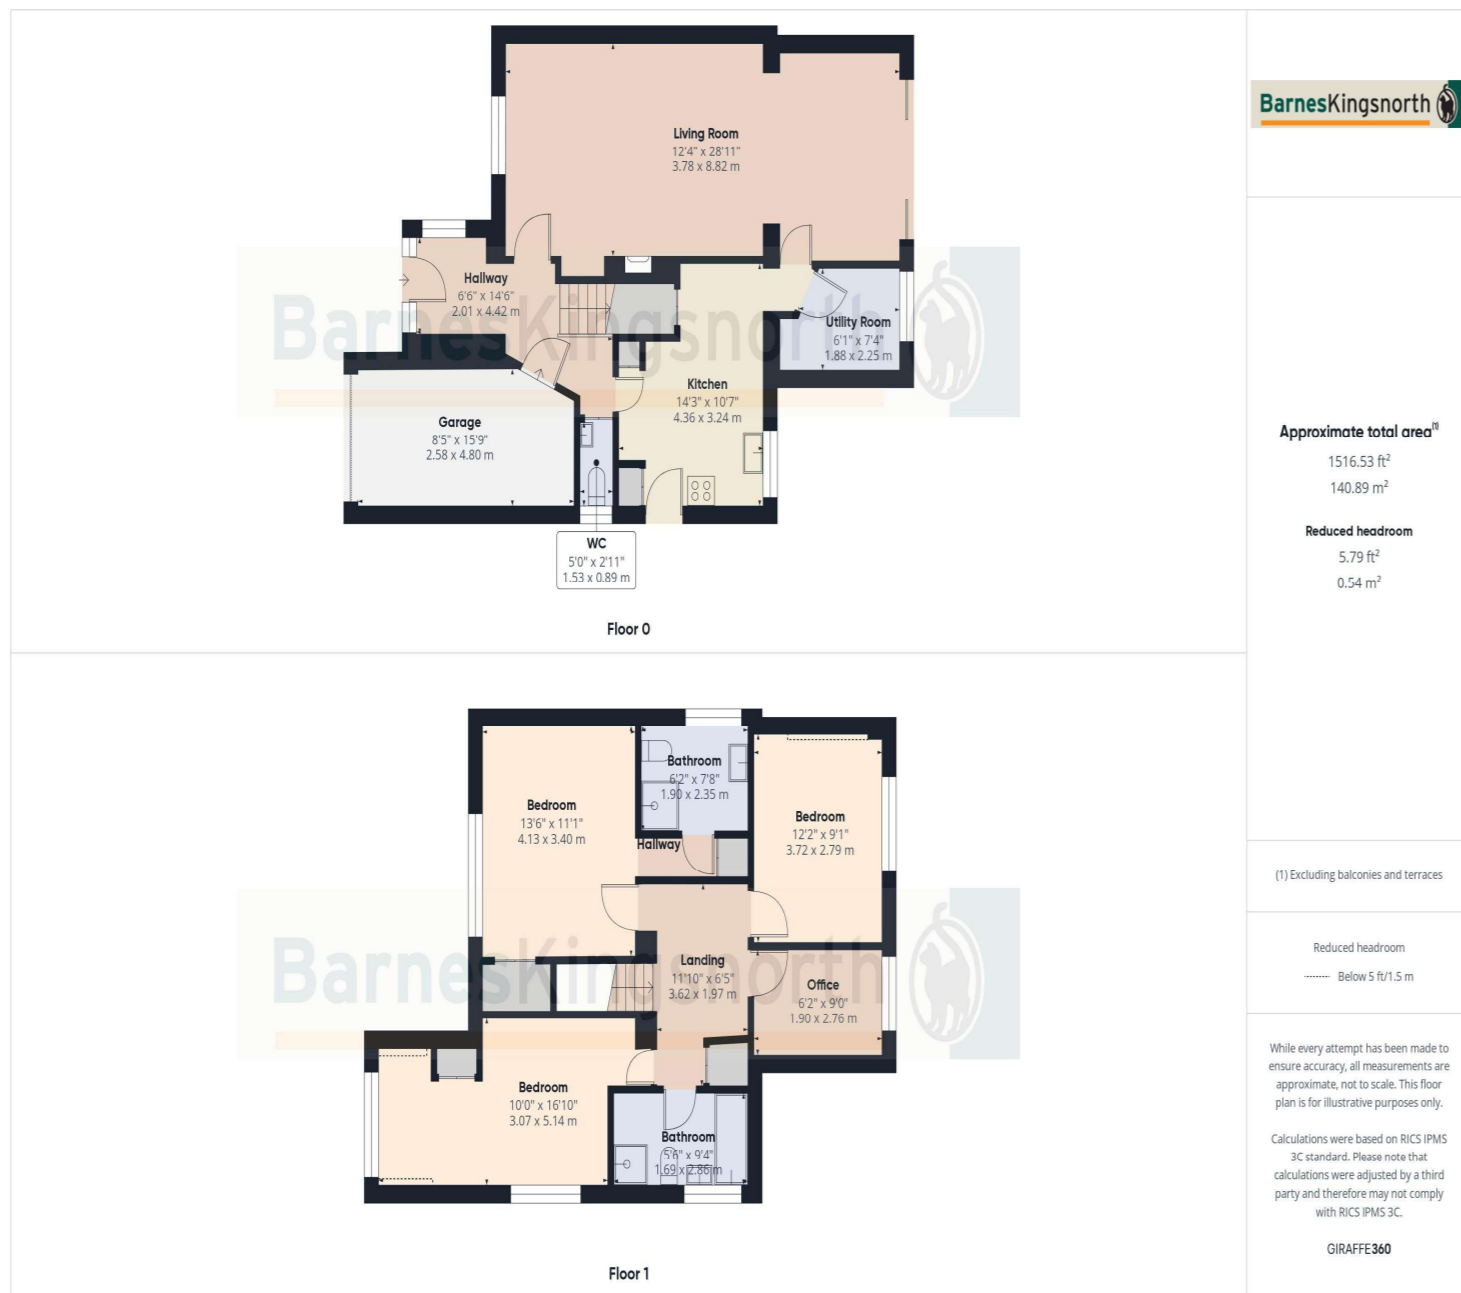 Living Room
12'4" x 28'11"
3.78 x 8.82 m
Hallway
6'6" x 14'6"
2.01 x 4.42 m
Utility Room
6'1" x 7'4"
1.88 x 2.25 m
Kitchen
14'3" x 10'7"
4.36 x 3.24 m
Garage
8'5" x 15'9"
2.58 x 4.80 m
WC
5'0" x 2'11"
1.53 x 0.89 m
BarnesKingsnorth
Floor 0
Bedroom
13'6" x 11'1"
4.13 x 3.40 m
Bathroom
6'2" x 7'8"
1.90 x 2.35 m
Hallway
Bedroom
12'2" x 9'1"
3.72 x 2.79 m
Landing
11'10" x 6'5"
3.62 x 1.97 m
Office
6'2" x 9'0"
1.90 x 2.76 m
Bedroom
10'0" x 16'10"
3.07 x 5.14 m
Bathroom
5'6" x 9'4"
1.69 x 2.86 m
BarnesKingsnorth
Floor 1
BarnesKingsnorth
Approximate total area(1)
1516.53 ft²
140.89 m²
Reduced headroom
5.79 ft²
0.54 m²
(1) Excluding balconies and terraces
Reduced headroom
Below 5 ft/1.5 m
While every attempt has been made to
ensure accuracy, all measurements are
approximate, not to scale. This floor
plan is for illustrative purposes only.
Calculations were based on RICS IPMS
3C standard. Please note that
calculations were adjusted by a third
party and therefore may not comply
with RICS IPMS 3C.
GIRAFFE360